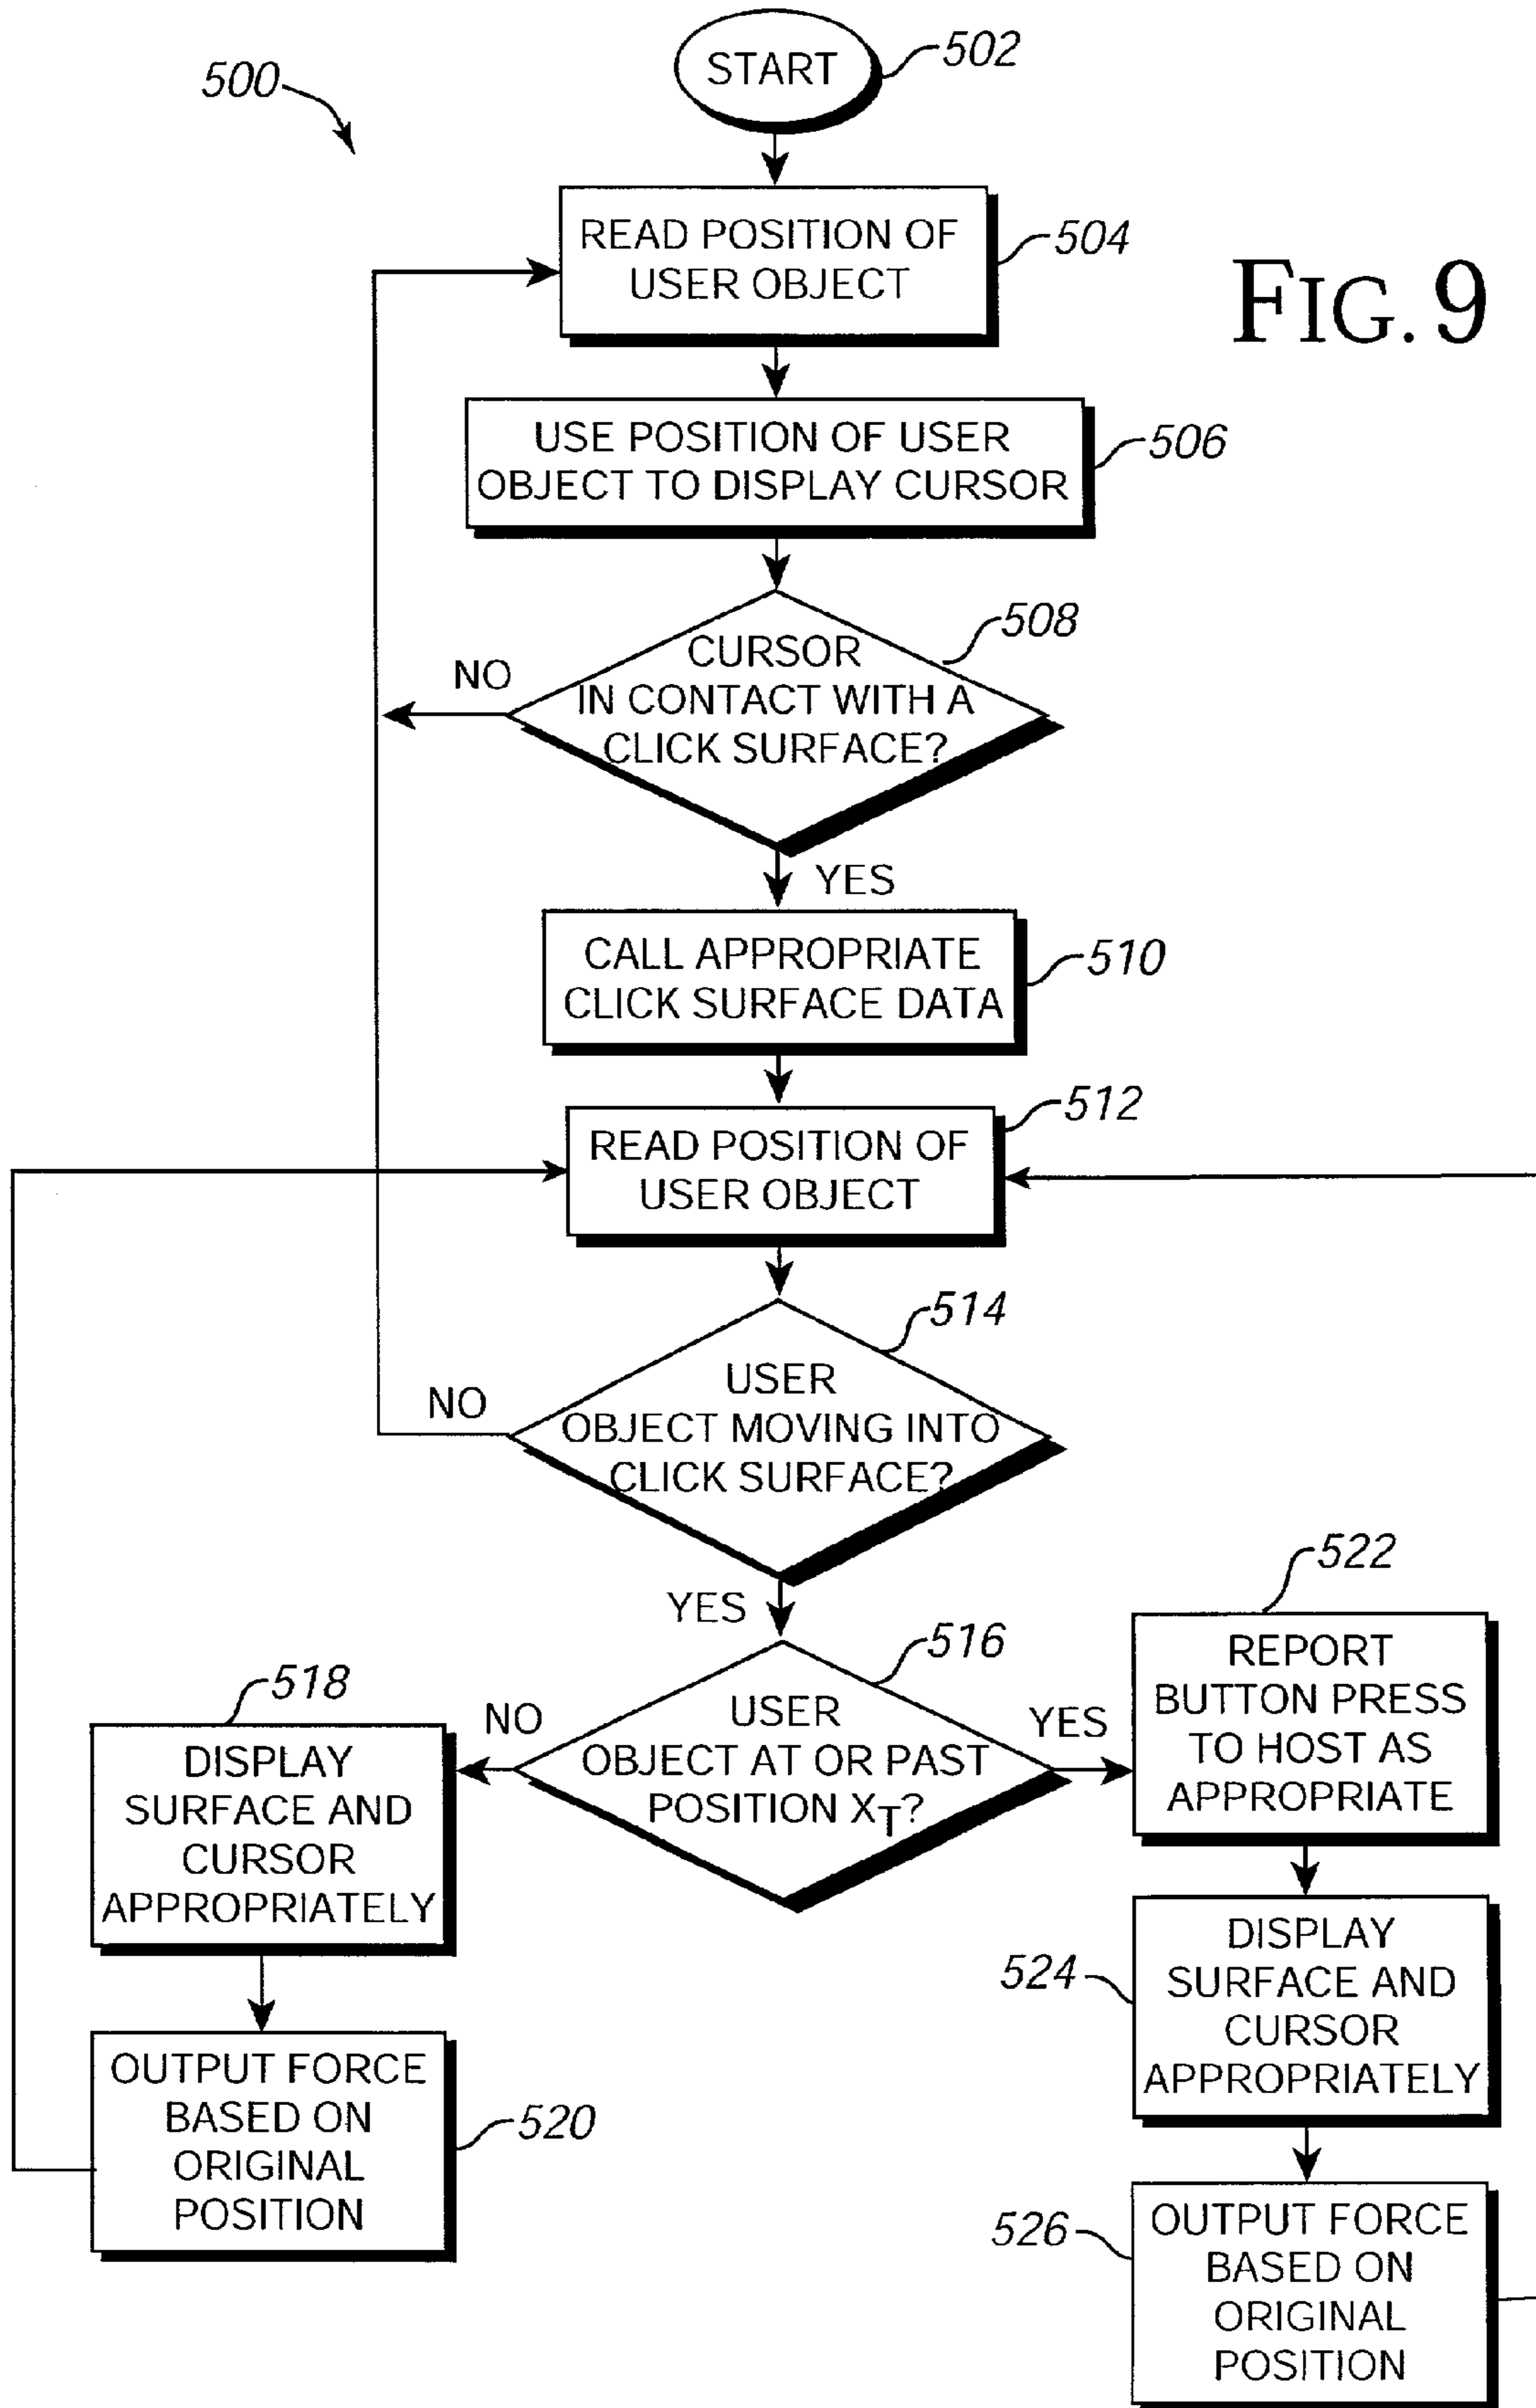 500
START
502
READ POSITION OF
USER OBJECT
504
FIG. 9
USE POSITION OF USER
OBJECT TO DISPLAY CURSOR
506
CURSOR
IN CONTACT WITH A
CLICK SURFACE?
508
NO
YES
CALL APPROPRIATE
CLICK SURFACE DATA
510
READ POSITION OF
USER OBJECT
512
USER
OBJECT MOVING INTO
CLICK SURFACE?
514
NO
YES
USER
OBJECT AT OR PAST
POSITION XT?
516
NO
YES
DISPLAY
SURFACE AND
CURSOR
APPROPRIATELY
518
OUTPUT FORCE
BASED ON
ORIGINAL
POSITION
520
REPORT
BUTTON PRESS
TO HOST AS
APPROPRIATE
522
DISPLAY
SURFACE AND
CURSOR
APPROPRIATELY
524
OUTPUT FORCE
BASED ON
ORIGINAL
POSITION
526